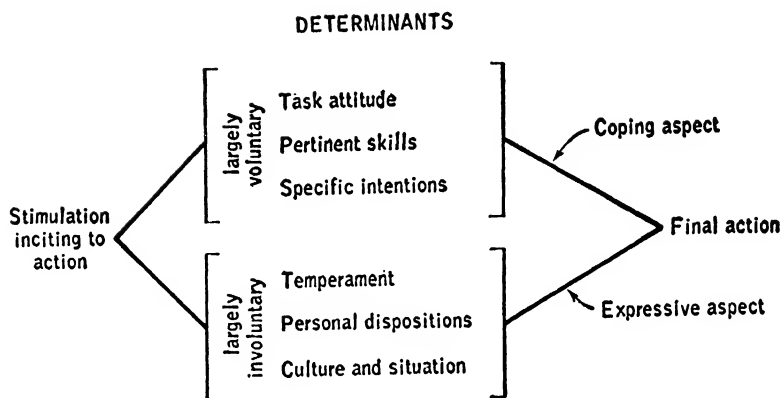 DETERMINANTS
Stimulation
inciting to
action
largely
voluntary
Task attitude
Pertinent skills
Specific intentions
largely
involuntary
Temperament
Personal dispositions
Culture and situation
Coping aspect
Final action
Expressive aspect